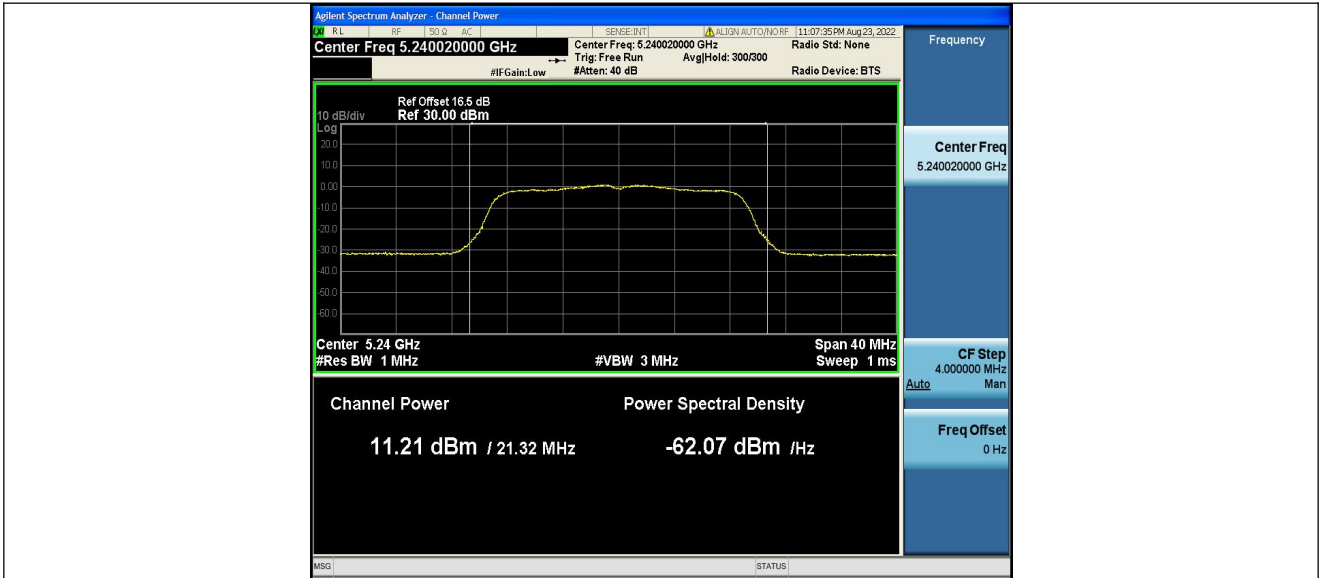 Agilent Spectrum Analyzer - Channel Power
LXI RL RF 50 Ω AC SENSE:INT ALIGN AUTO/NO RF 11:07:35 PM Aug 23, 2022
Center Freq 5.240020000 GHz
Center Freq: 5.240020000 GHz
Radio Std: None
Trig: Free Run
Avg|Hold: 300/300
#IFGain:Low
#Atten: 40 dB
Radio Device: BTS
Frequency
Ref Offset 16.5 dB
10 dB/div
Ref 30.00 dBm
Log
20.0
10.0
0.00
-10.0
-20.0
-30.0
-40.0
-50.0
-60.0
Center Freq
5.240020000 GHz
Center 5.24 GHz
Span 40 MHz
#Res BW 1 MHz
#VBW 3 MHz
Sweep 1 ms
CF Step
4.000000 MHz
Auto Man
Channel Power
Power Spectral Density
11.21 dBm / 21.32 MHz
-62.07 dBm /Hz
Freq Offset
0 Hz
MSG
STATUS